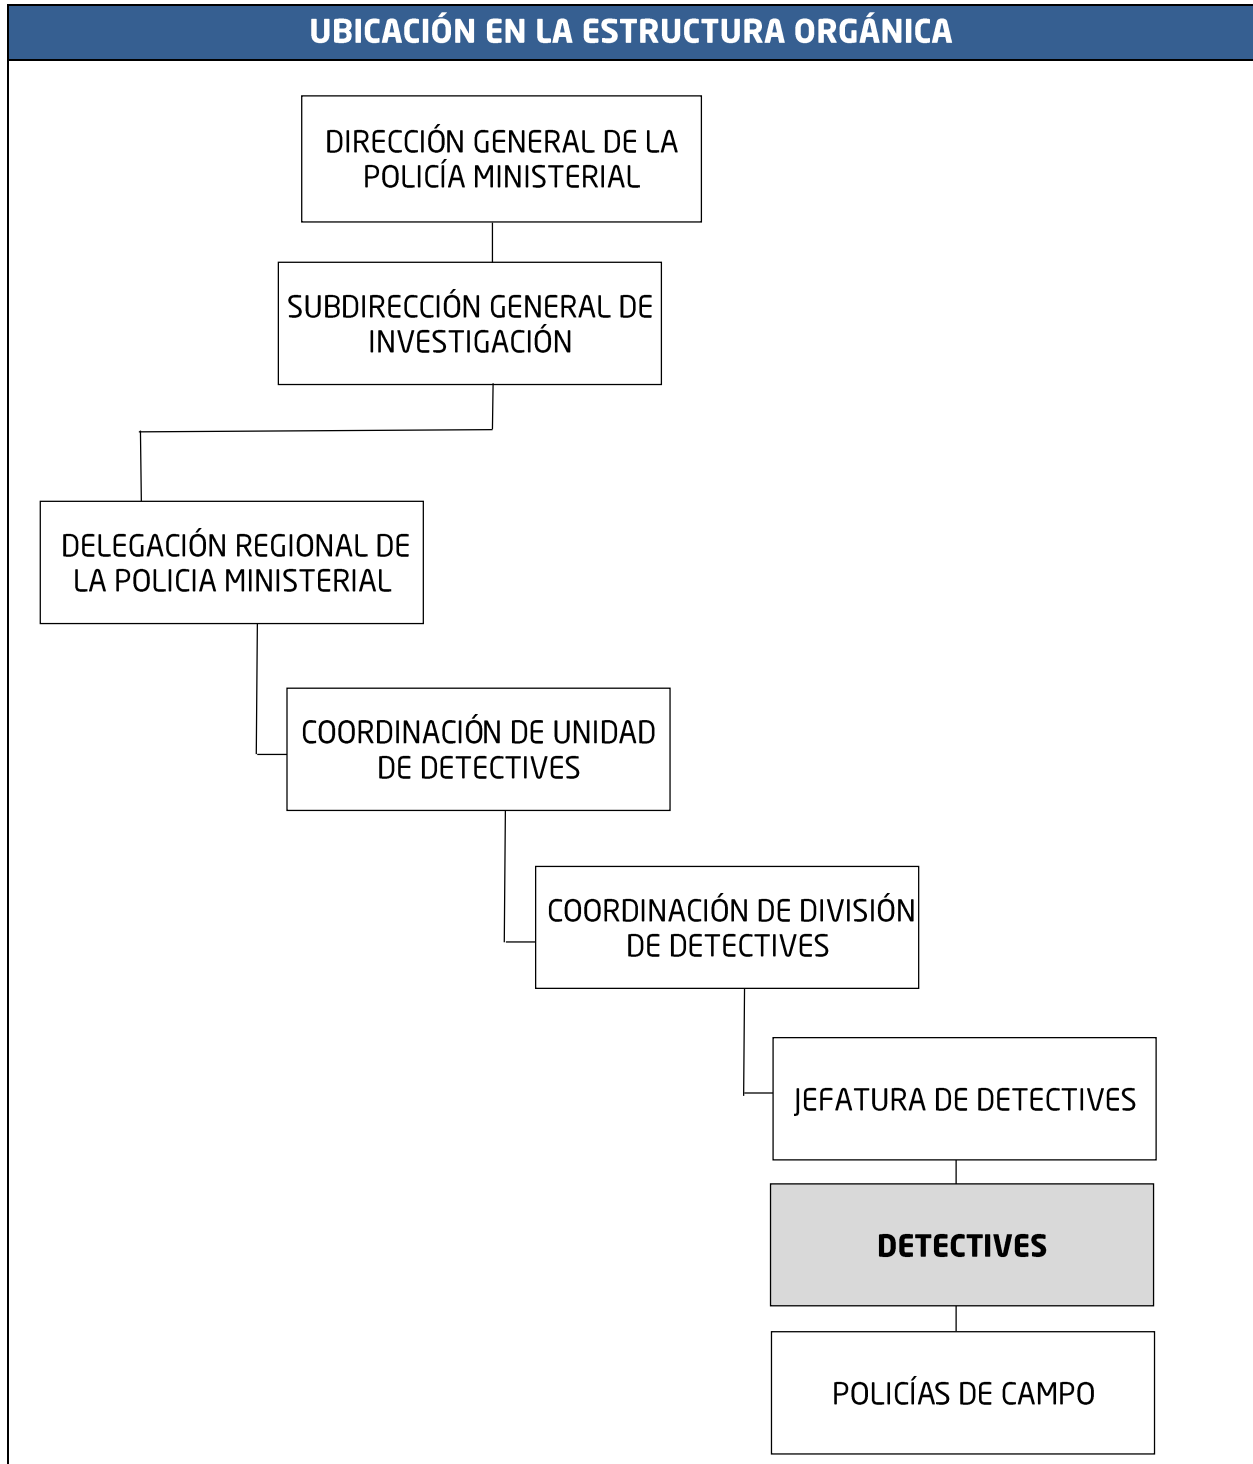 UBICACIÓN EN LA ESTRUCTURA ORGÁNICA
DIRECCIÓN GENERAL DE LA
POLICÍA MINISTERIAL
SUBDIRECCIÓN GENERAL DE
INVESTIGACIÓN
DELEGACIÓN REGIONAL DE
LA POLICIA MINISTERIAL
COORDINACIÓN DE UNIDAD
DE DETECTIVES
COORDINACIÓN DE DIVISIÓN
DE DETECTIVES
JEFATURA DE DETECTIVES
DETECTIVES
POLICÍAS DE CAMPO